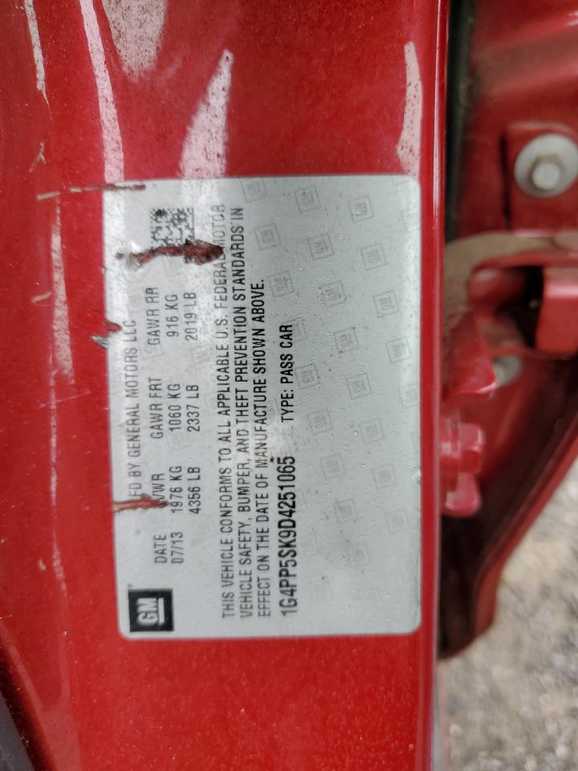 GM
ED BY GENERAL MOTORS LLC
DATE GVWR GAWR FRT GAWR RR
07/13 1976 KG 1060 KG 916 KG
4356 LB 2337 LB 2019 LB
THIS VEHICLE CONFORMS TO ALL APPLICABLE U.S. FEDERAL MOTOR
VEHICLE SAFETY, BUMPER, AND THEFT PREVENTION STANDARDS IN
EFFECT ON THE DATE OF MANUFACTURE SHOWN ABOVE.
1G4PP5SK9D4251065 TYPE: PASS CAR